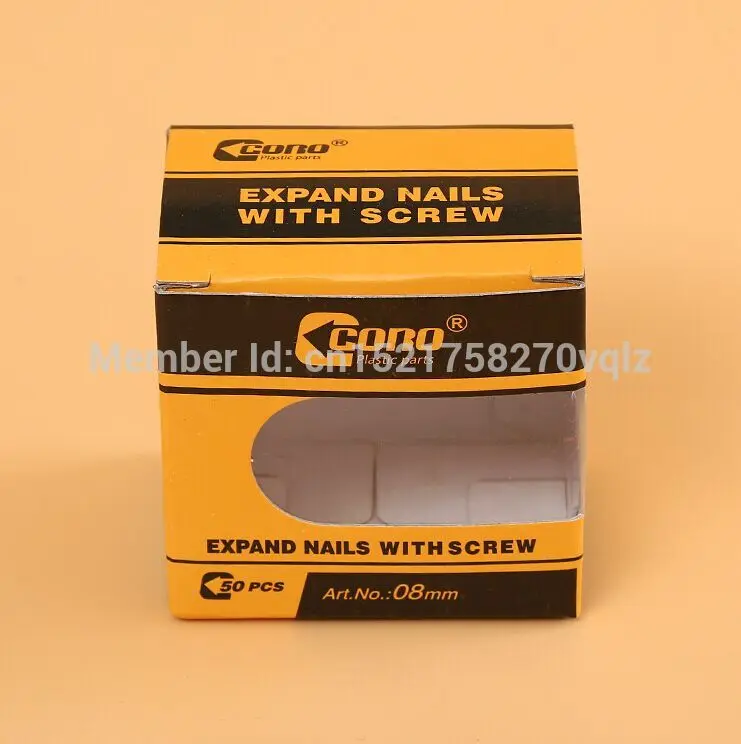 CORO®
Plastic parts
EXPAND NAILS
WITH SCREW
CORO®
Plastic parts
Member Id: cn1521758270vqlz
EXPAND NAILS WITH SCREW
50 PCS
Art.No.:08mm